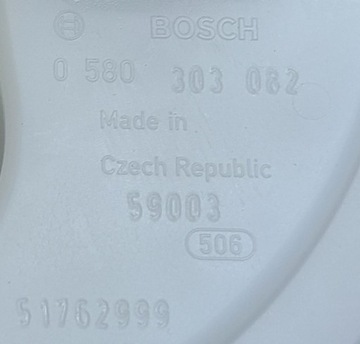 BOSCH
0 580 303 082
Made in
Czech Republic
59003
506
51762999